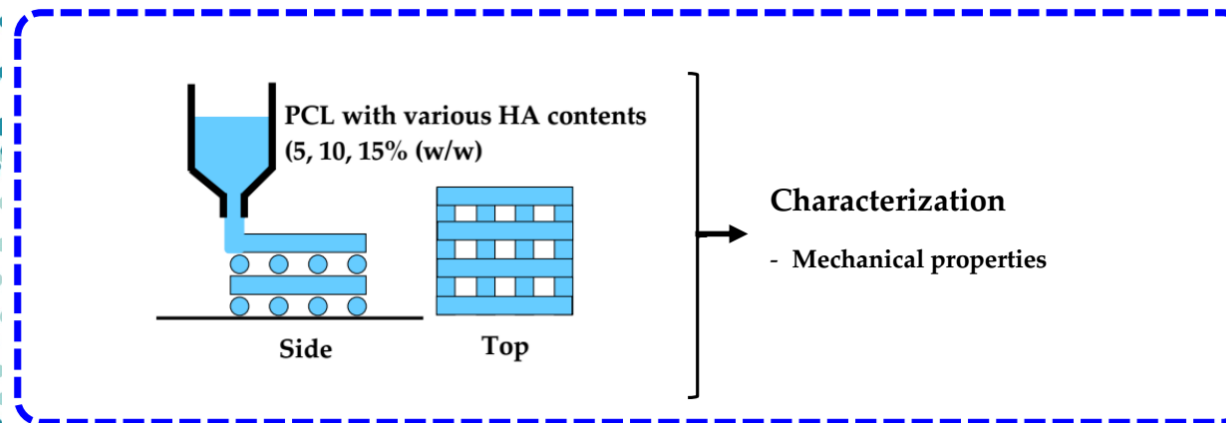 PCL with various HA contents
(5, 10, 15% (w/w)
Side
Top
Characterization
- Mechanical properties